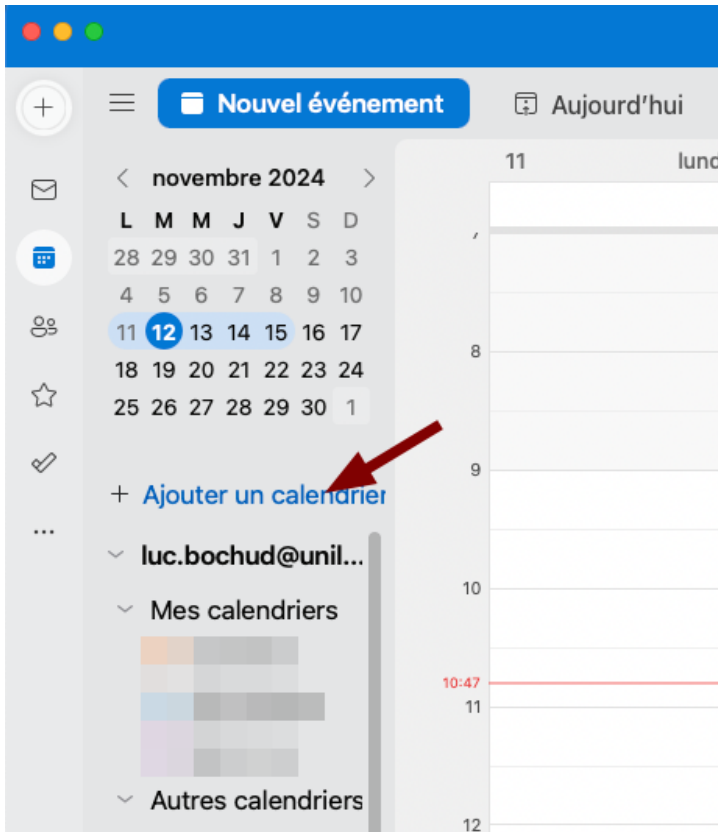 Nouvel événement
Aujourd'hui
novembre 2024
L M M J V S D
28 29 30 31 1 2 3
4 5 6 7 8 9 10
11 12 13 14 15 16 17
18 19 20 21 22 23 24
25 26 27 28 29 30 1
+ Ajouter un calendrier
luc.bochud@unil...
Mes calendriers
Autres calendriers
11
8
9
10
10:47
11
12